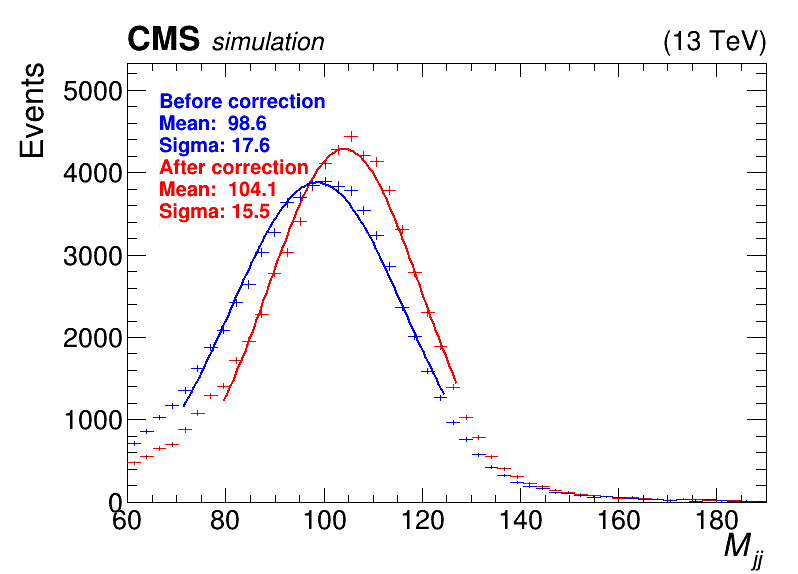 CMS simulation (13 TeV)
Events
Before correction
Mean: 98.6
Sigma: 17.6
After correction
Mean: 104.1
Sigma: 15.5
5000
4000
3000
2000
1000
0
60 80 100 120 140 160 180
M_jj